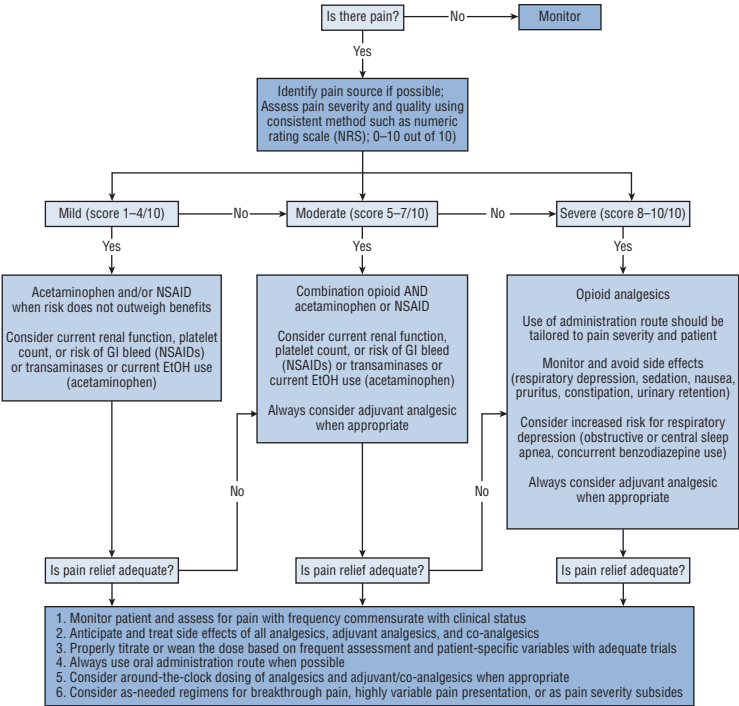 Is there pain?
No
Monitor
Yes
Identify pain source if possible;
Assess pain severity and quality using
consistent method such as numeric
rating scale (NRS); 0–10 out of 10)
Mild (score 1–4/10)
No
Moderate (score 5–7/10)
No
Severe (score 8–10/10)
Yes
Yes
Yes
Acetaminophen and/or NSAID
when risk does not outweigh benefits
Consider current renal function, platelet
count, or risk of GI bleed (NSAIDs)
or transaminases or current EtOH use
(acetaminophen)
Combination opioid AND
acetaminophen or NSAID
Consider current renal function,
platelet count, or risk of GI bleed
(NSAIDs) or transaminases or
current EtOH use (acetaminophen)
Always consider adjuvant analgesic
when appropriate
Opioid analgesics
Use of administration route should be
tailored to pain severity and patient
Monitor and avoid side effects
(respiratory depression, sedation, nausea,
pruritus, constipation, urinary retention)
Consider increased risk for respiratory
depression (obstructive or central sleep
apnea, concurrent benzodiazepine use)
Always consider adjuvant analgesic
when appropriate
No
No
Is pain relief adequate?
Is pain relief adequate?
Is pain relief adequate?
1. Monitor patient and assess for pain with frequency commensurate with clinical status
2. Anticipate and treat side effects of all analgesics, adjuvant analgesics, and co-analgesics
3. Properly titrate or wean the dose based on frequent assessment and patient-specific variables with adequate trials
4. Always use oral administration route when possible
5. Consider around-the-clock dosing of analgesics and adjuvant/co-analgesics when appropriate
6. Consider as-needed regimens for breakthrough pain, highly variable pain presentation, or as pain severity subsides